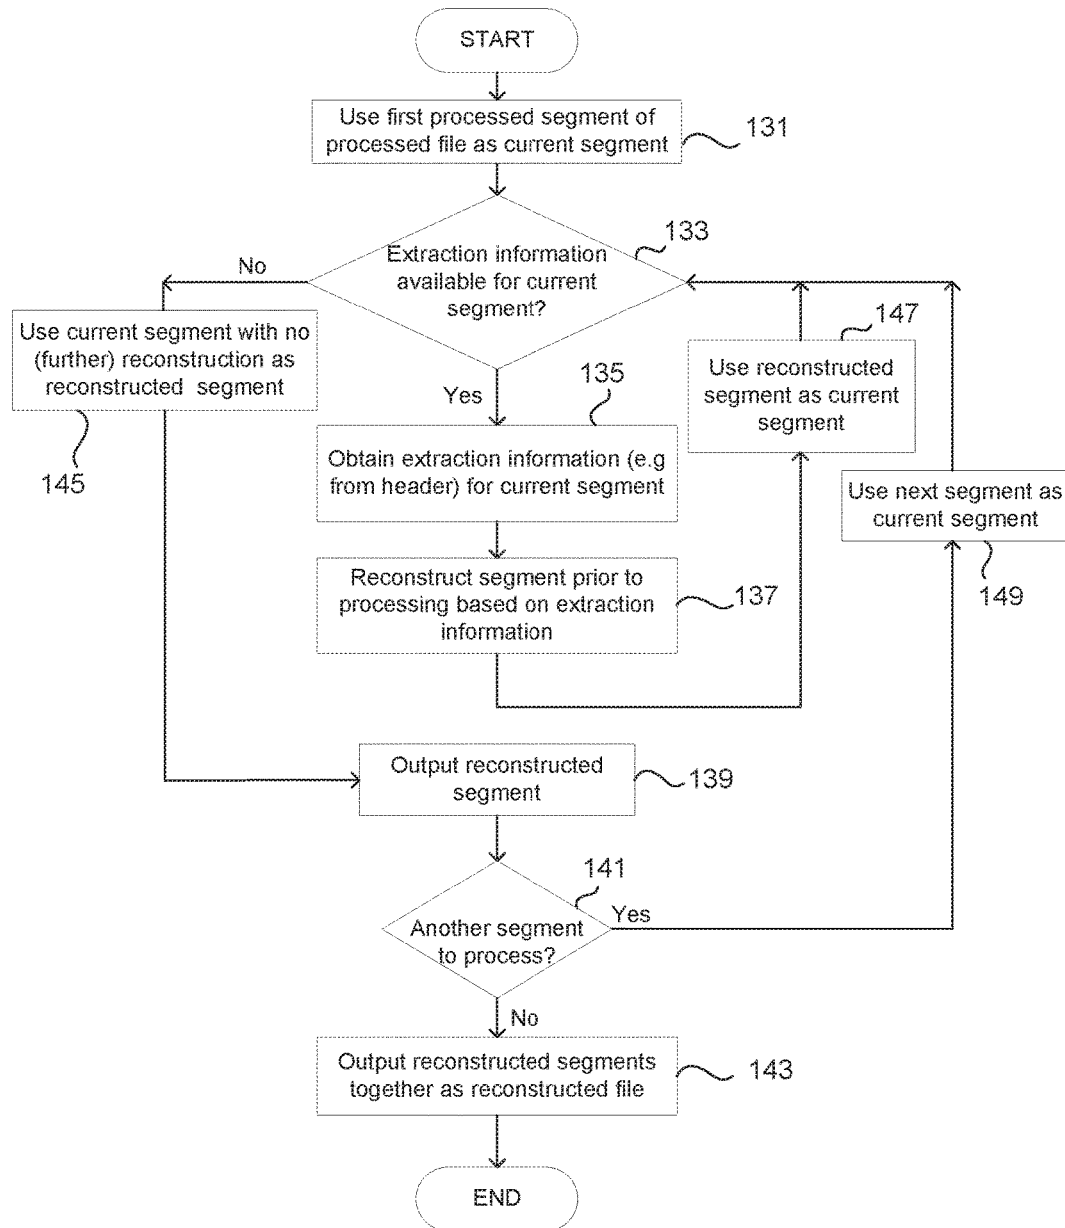 START
Use first processed segment of
processed file as current segment
131
133
Extraction information
available for current
segment?
No
Use current segment with no
(further) reconstruction as
reconstructed segment
145
Yes
135
Obtain extraction information (e.g
from header) for current segment
147
Use reconstructed
segment as current
segment
Use next segment as
current segment
149
Reconstruct segment prior to
processing based on extraction
information
137
Output reconstructed
segment
139
141
Another segment
to process?
Yes
No
Output reconstructed segments
together as reconstructed file
143
END